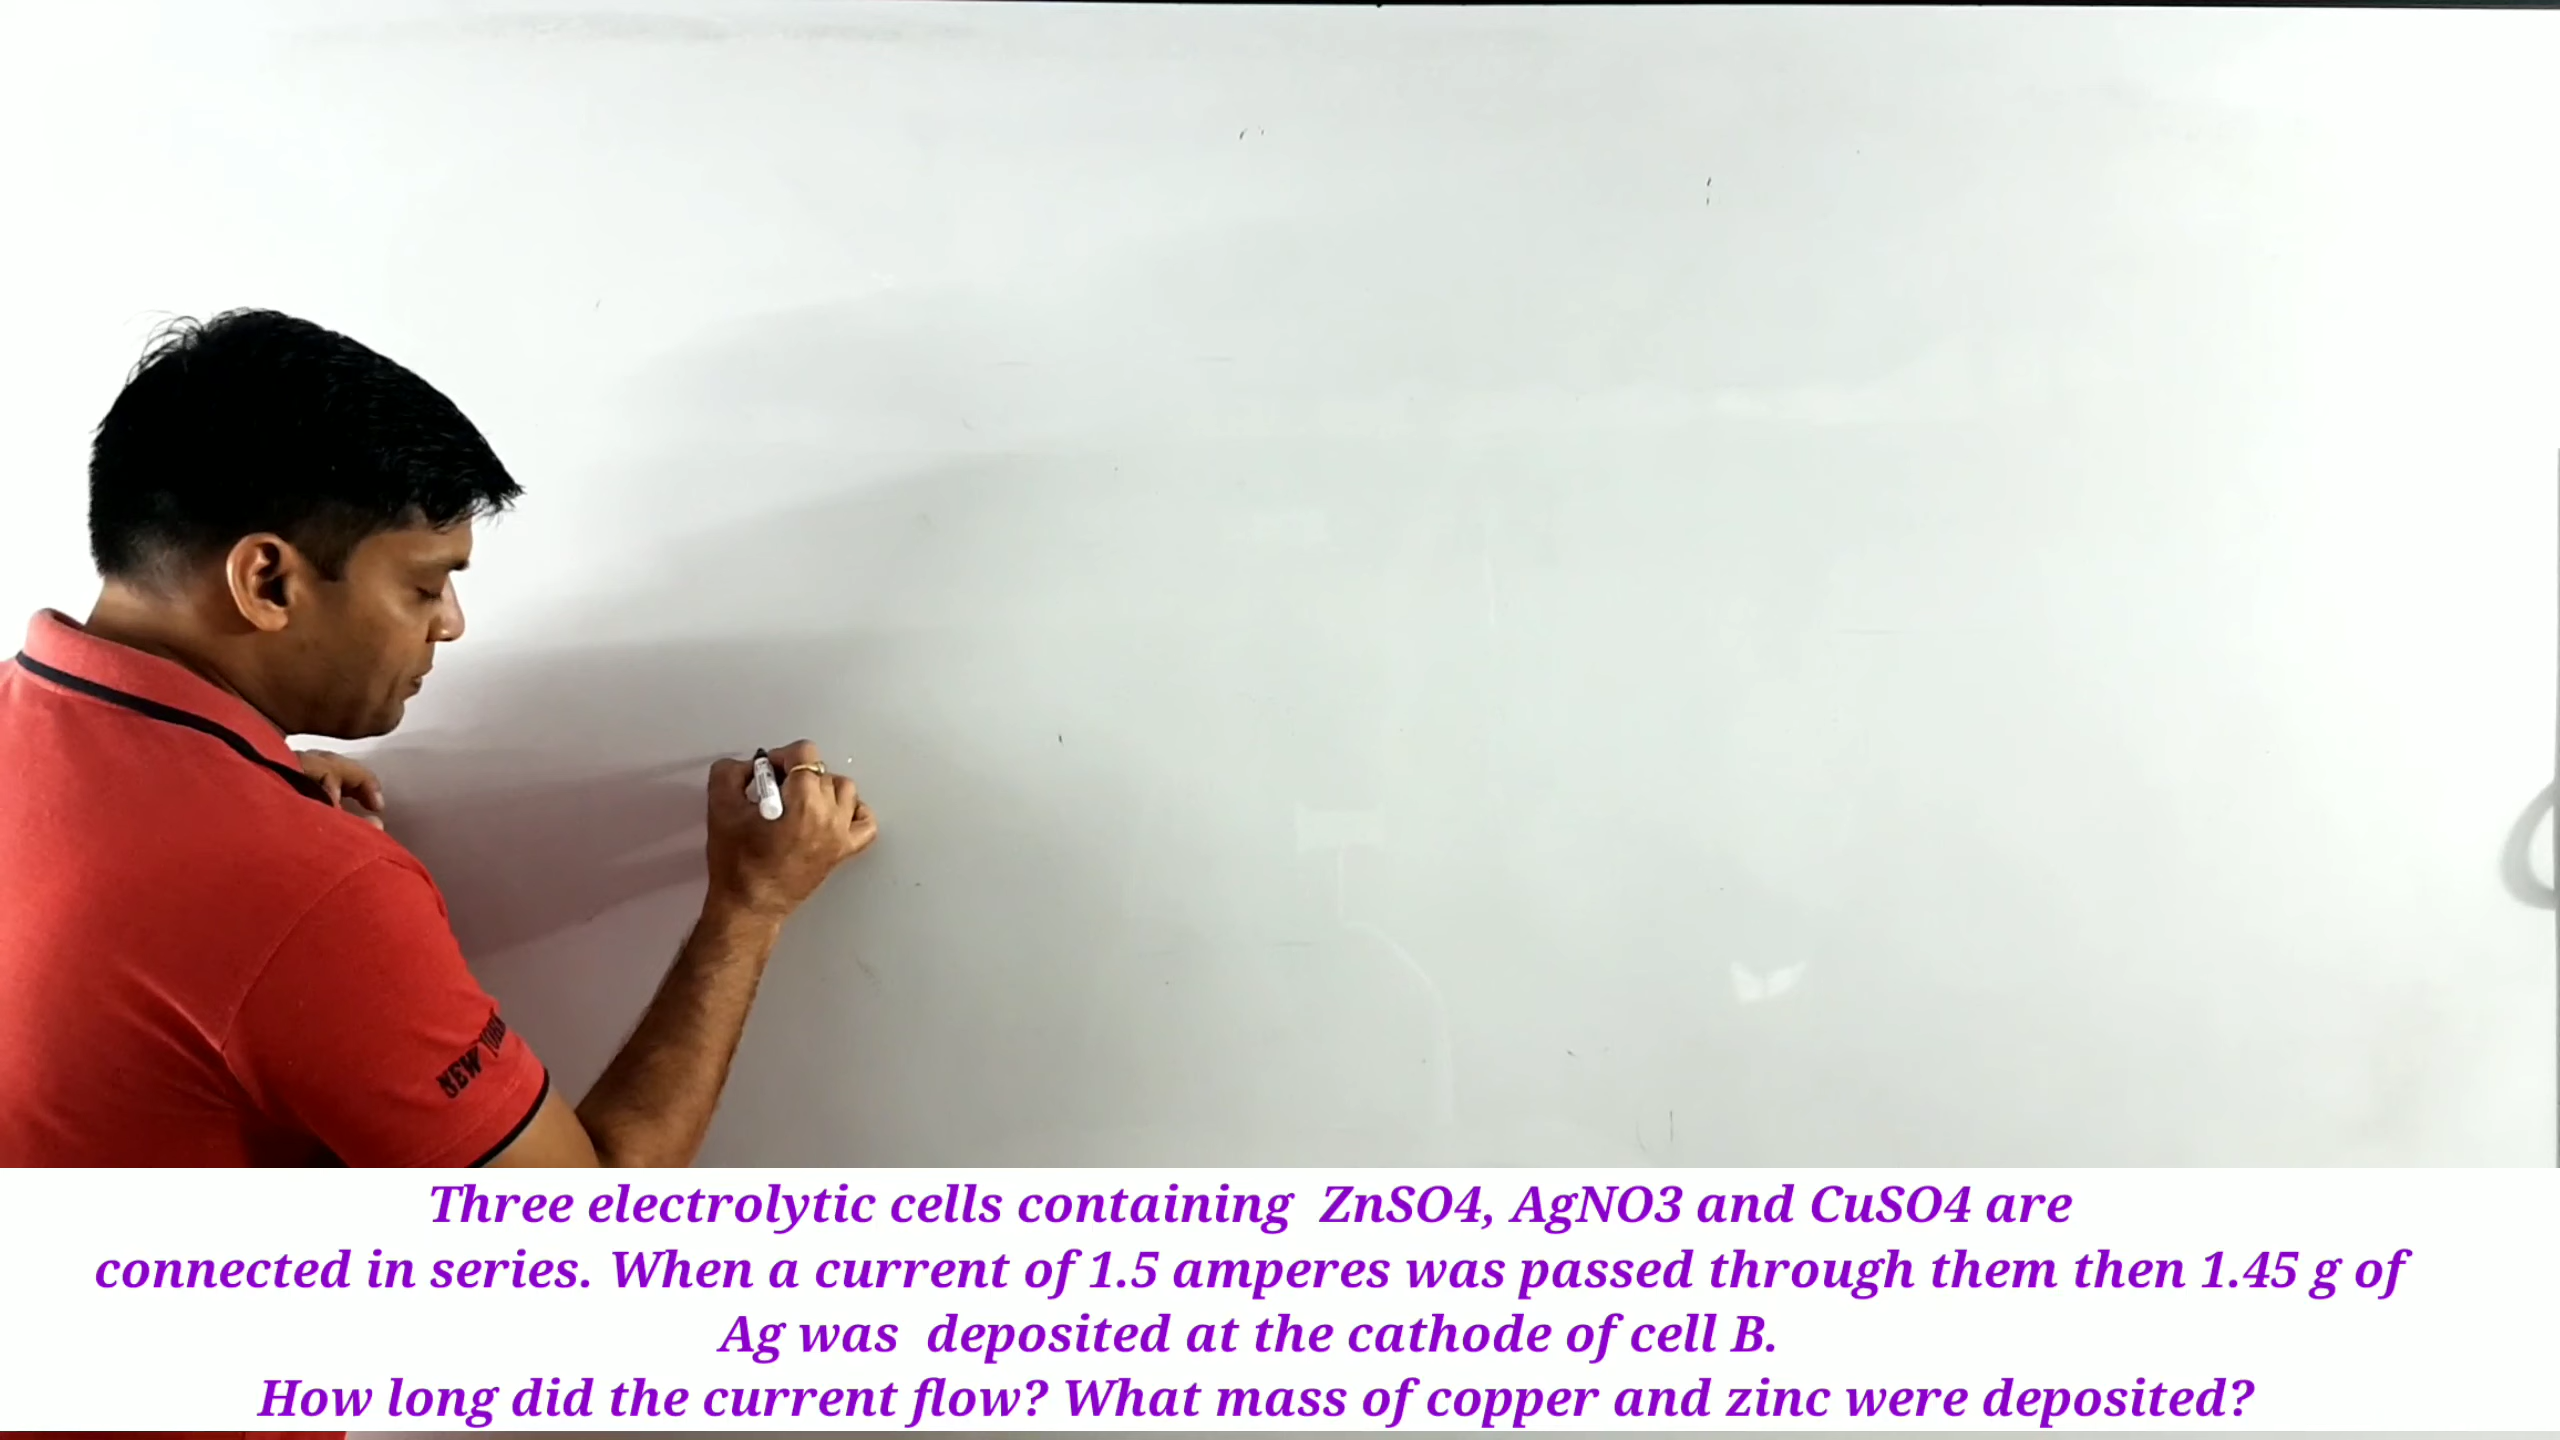 NEW YORK
Three electrolytic cells containing ZnSO4, AgNO3 and CuSO4 are
connected in series. When a current of 1.5 amperes was passed through them then 1.45 g of
Ag was deposited at the cathode of cell B.
How long did the current flow? What mass of copper and zinc were deposited?